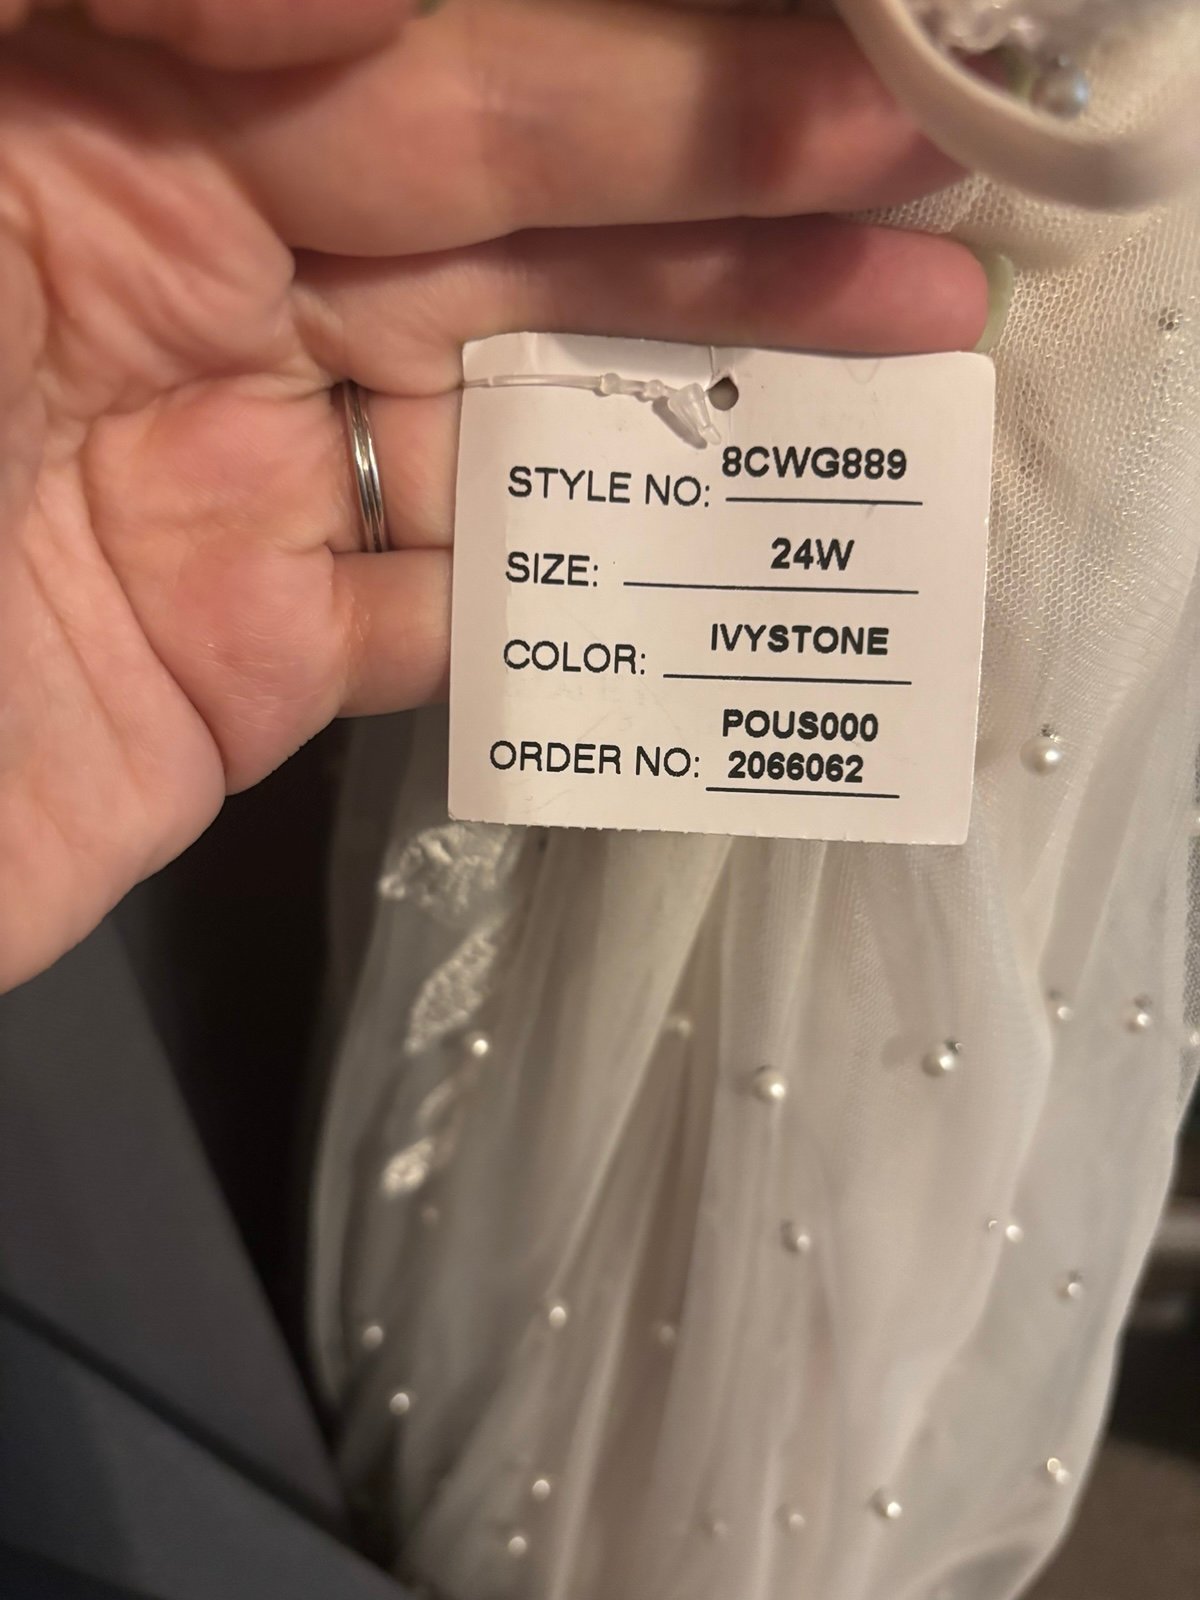 STYLE NO: 8CWG889
SIZE: 24W
COLOR: IVYSTONE
POUS000
ORDER NO: 2066062